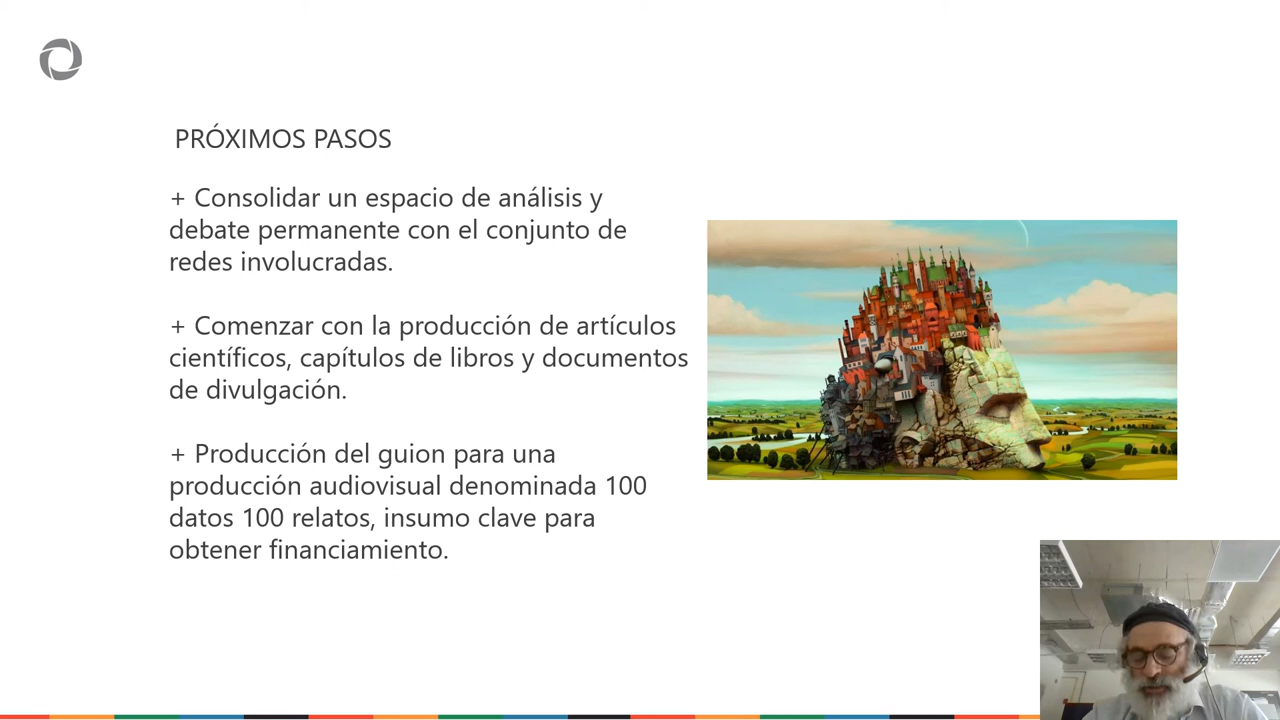 PRÓXIMOS PASOS
+ Consolidar un espacio de análisis y
debate permanente con el conjunto de
redes involucradas.
+ Comenzar con la producción de artículos
científicos, capítulos de libros y documentos
de divulgación.
+ Producción del guion para una
producción audiovisual denominada 100
datos 100 relatos, insumo clave para
obtener financiamiento.